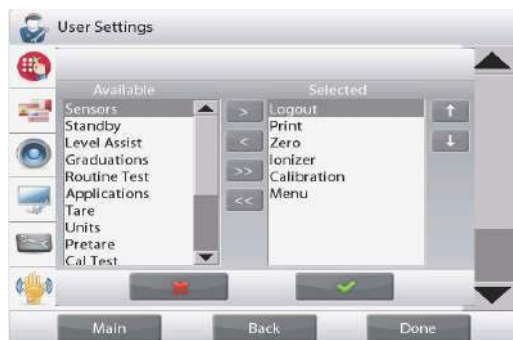 User Settings
Available
Selected
Sensors
Standby
Level Assist
Graduations
Routine Test
Applications
Tare
Units
Pretare
Cal Test
>
<
>>
<<
Logout
Print
Zero
Ionizer
Calibration
Menu
Main
Back
Done